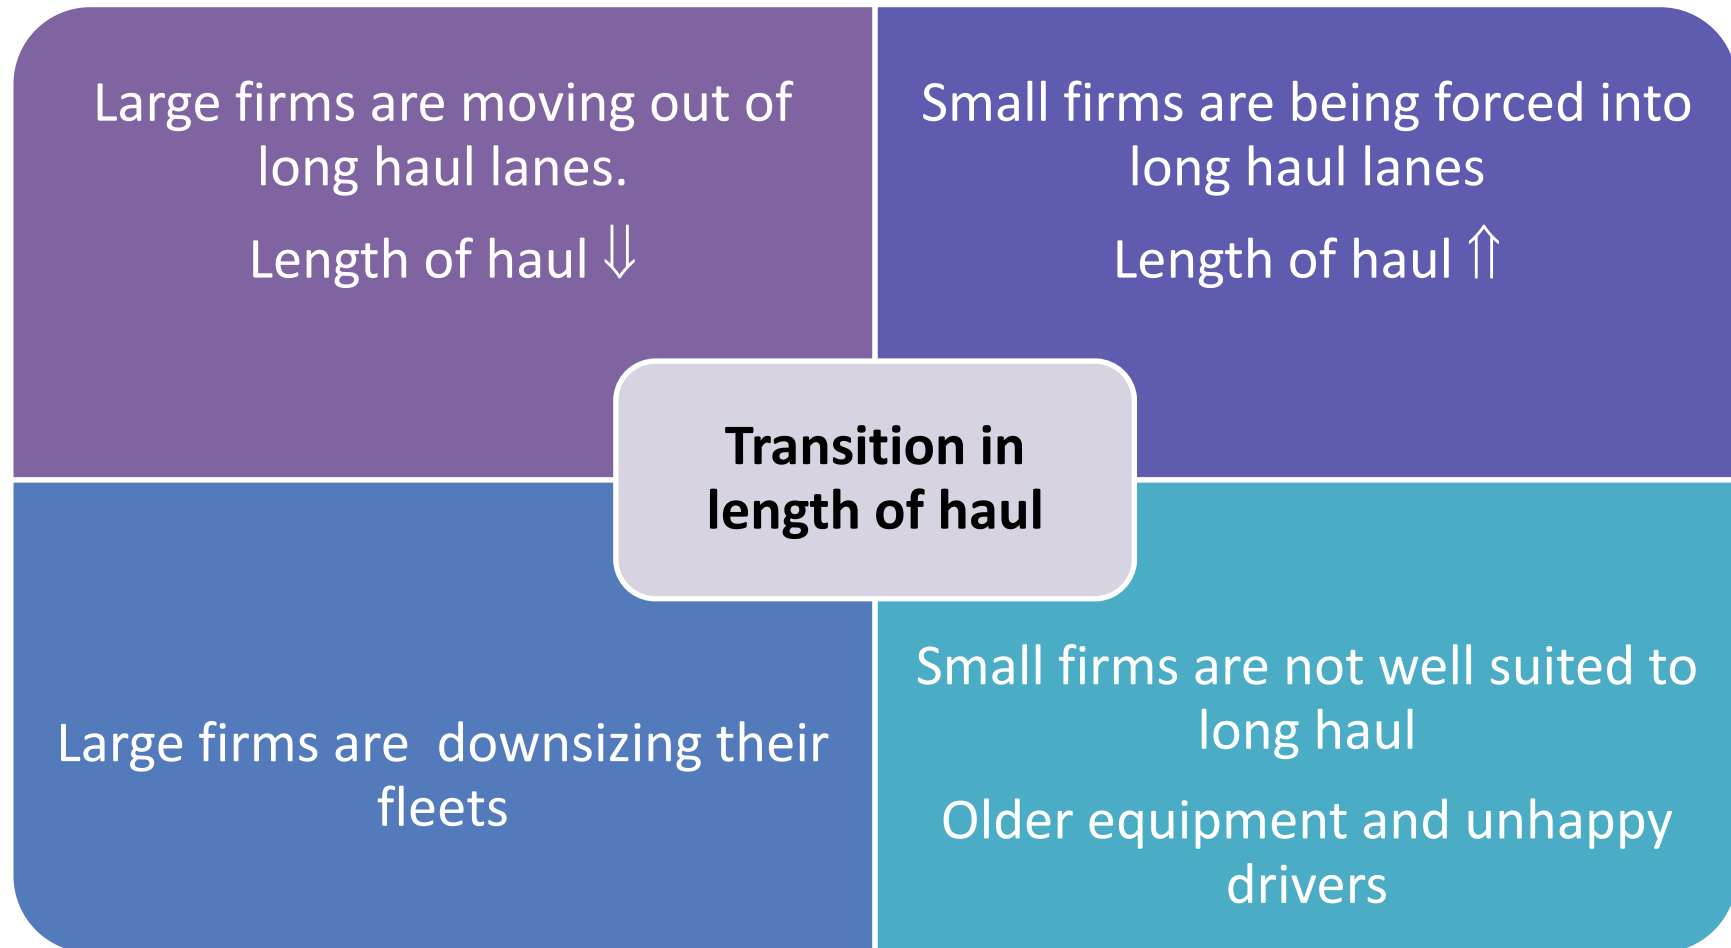 Large firms are moving out of
long haul lanes.
Length of haul ⇓
Small firms are being forced into
long haul lanes
Length of haul ⇑
Transition in
length of haul
Large firms are  downsizing their
fleets
Small firms are not well suited to
long haul
Older equipment and unhappy
drivers